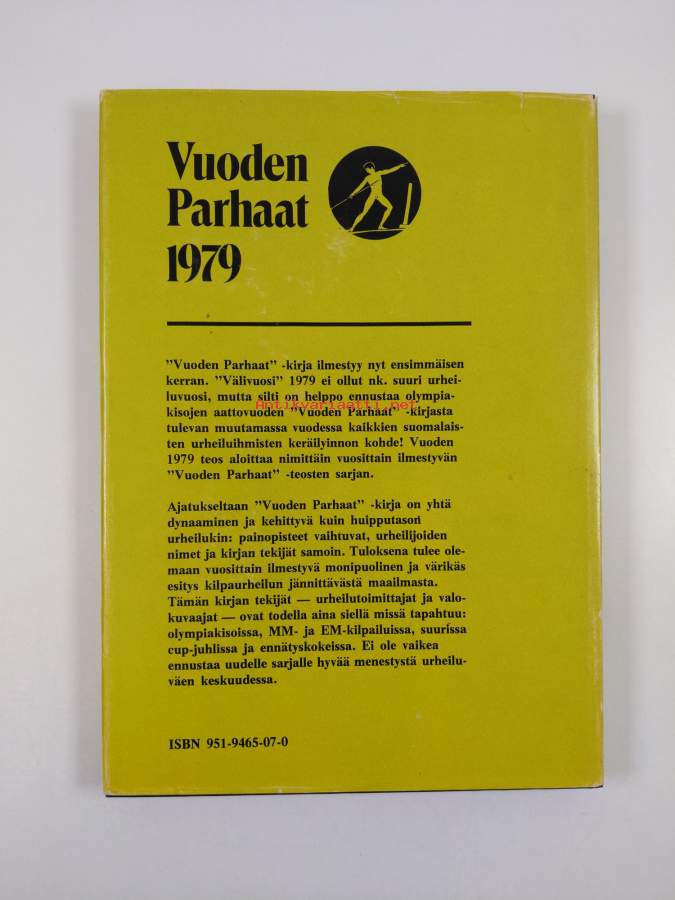 Vuoden
Parhaat
1979
"Vuoden Parhaat" -kirja ilmestyy nyt ensimmäisen
kerran. "Välivuosi" 1979 ei ollut nk. suuri urhei-
luvuosi, mutta silti on helppo ennustaa olympia-
kisojen aattovuoden "Vuoden Parhaat" -kirjasta
Antikvariaatti.net
tulevan muutamassa vuodessa kaikkien suomalais-
ten urheiluihmisten keräilyinnon kohde! Vuoden
1979 teos aloittaa nimittäin vuosittain ilmestyvän
"Vuoden Parhaat" -teosten sarjan.
Ajatukseltaan "Vuoden Parhaat" -kirja on yhtä
dynaaminen ja kehittyvä kuin huipputason
urheilukin: painopisteet vaihtuvat, urheilijoiden
nimet ja kirjan tekijät samoin. Tuloksena tulee ole-
maan vuosittain ilmestyvä monipuolinen ja värikäs
esitys kilpaurheilun jännittävästä maailmasta.
Tämän kirjan tekijät — urheilutoimittajat ja valo-
kuvaajat — ovat todella aina siellä missä tapahtuu:
olympiakisoissa, MM- ja EM-kilpailuissa, suurissa
cup-juhlissa ja ennätyskokeissa. Ei ole vaikea
ennustaa uudelle sarjalle hyvää menestystä urheilu-
väen keskuudessa.
ISBN 951-9465-07-0